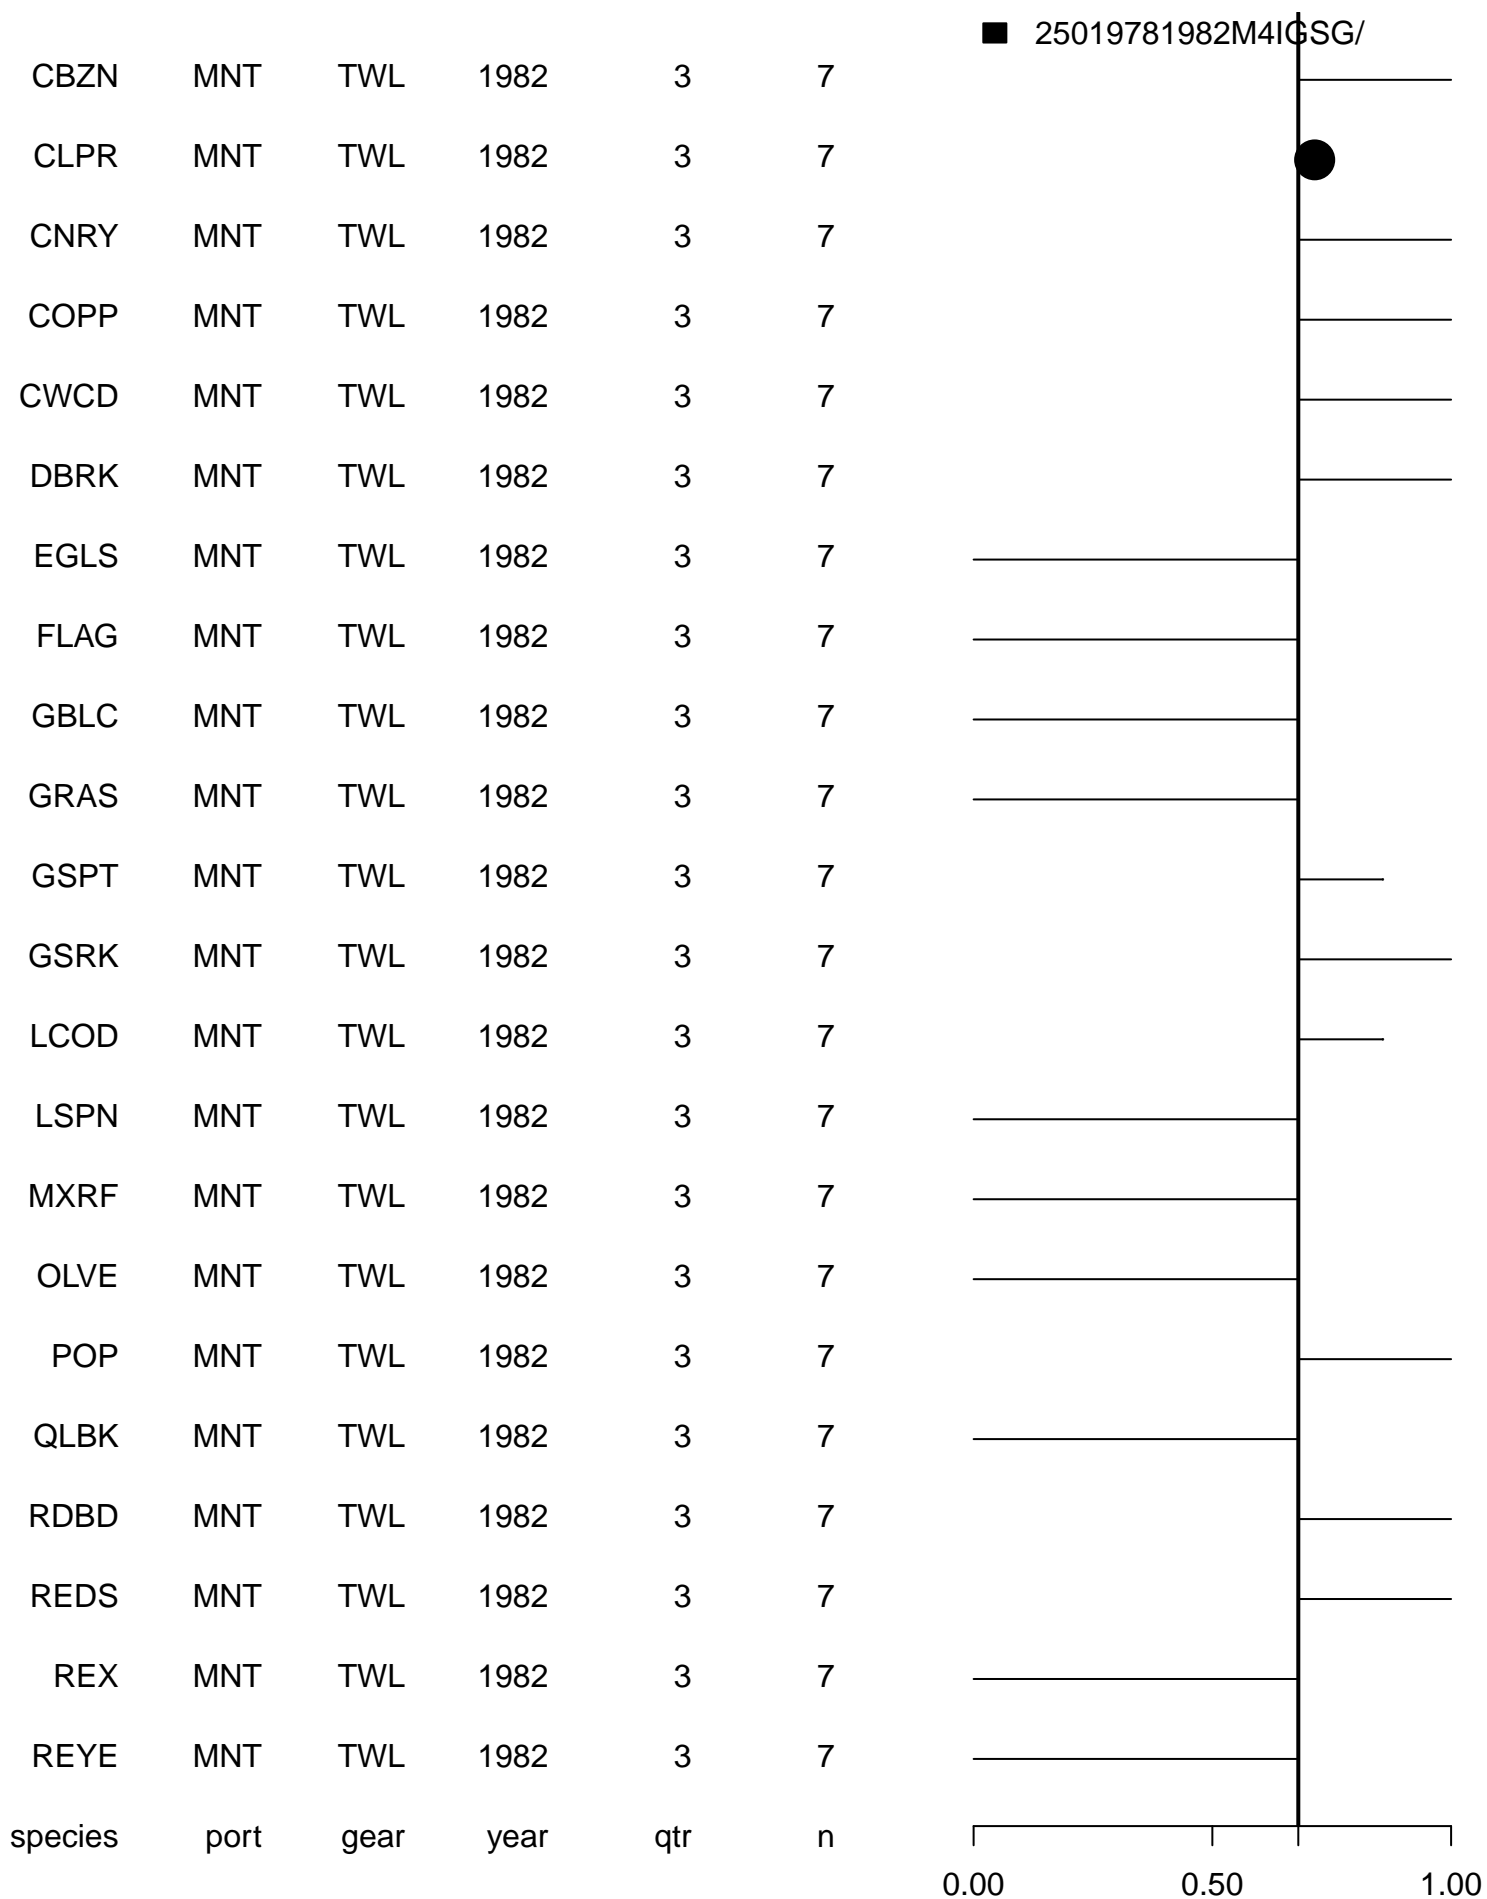 25019781982M4IGSG/
CBZN MNT TWL 1982 3 7
CLPR MNT TWL 1982 3 7
CNRY MNT TWL 1982 3 7
COPP MNT TWL 1982 3 7
CWCD MNT TWL 1982 3 7
DBRK MNT TWL 1982 3 7
EGLS MNT TWL 1982 3 7
FLAG MNT TWL 1982 3 7
GBLC MNT TWL 1982 3 7
GRAS MNT TWL 1982 3 7
GSPT MNT TWL 1982 3 7
GSRK MNT TWL 1982 3 7
LCOD MNT TWL 1982 3 7
LSPN MNT TWL 1982 3 7
MXRF MNT TWL 1982 3 7
OLVE MNT TWL 1982 3 7
POP MNT TWL 1982 3 7
QLBK MNT TWL 1982 3 7
RDBD MNT TWL 1982 3 7
REDS MNT TWL 1982 3 7
REX MNT TWL 1982 3 7
REYE MNT TWL 1982 3 7
species port gear year qtr n
0.00 0.50 1.00